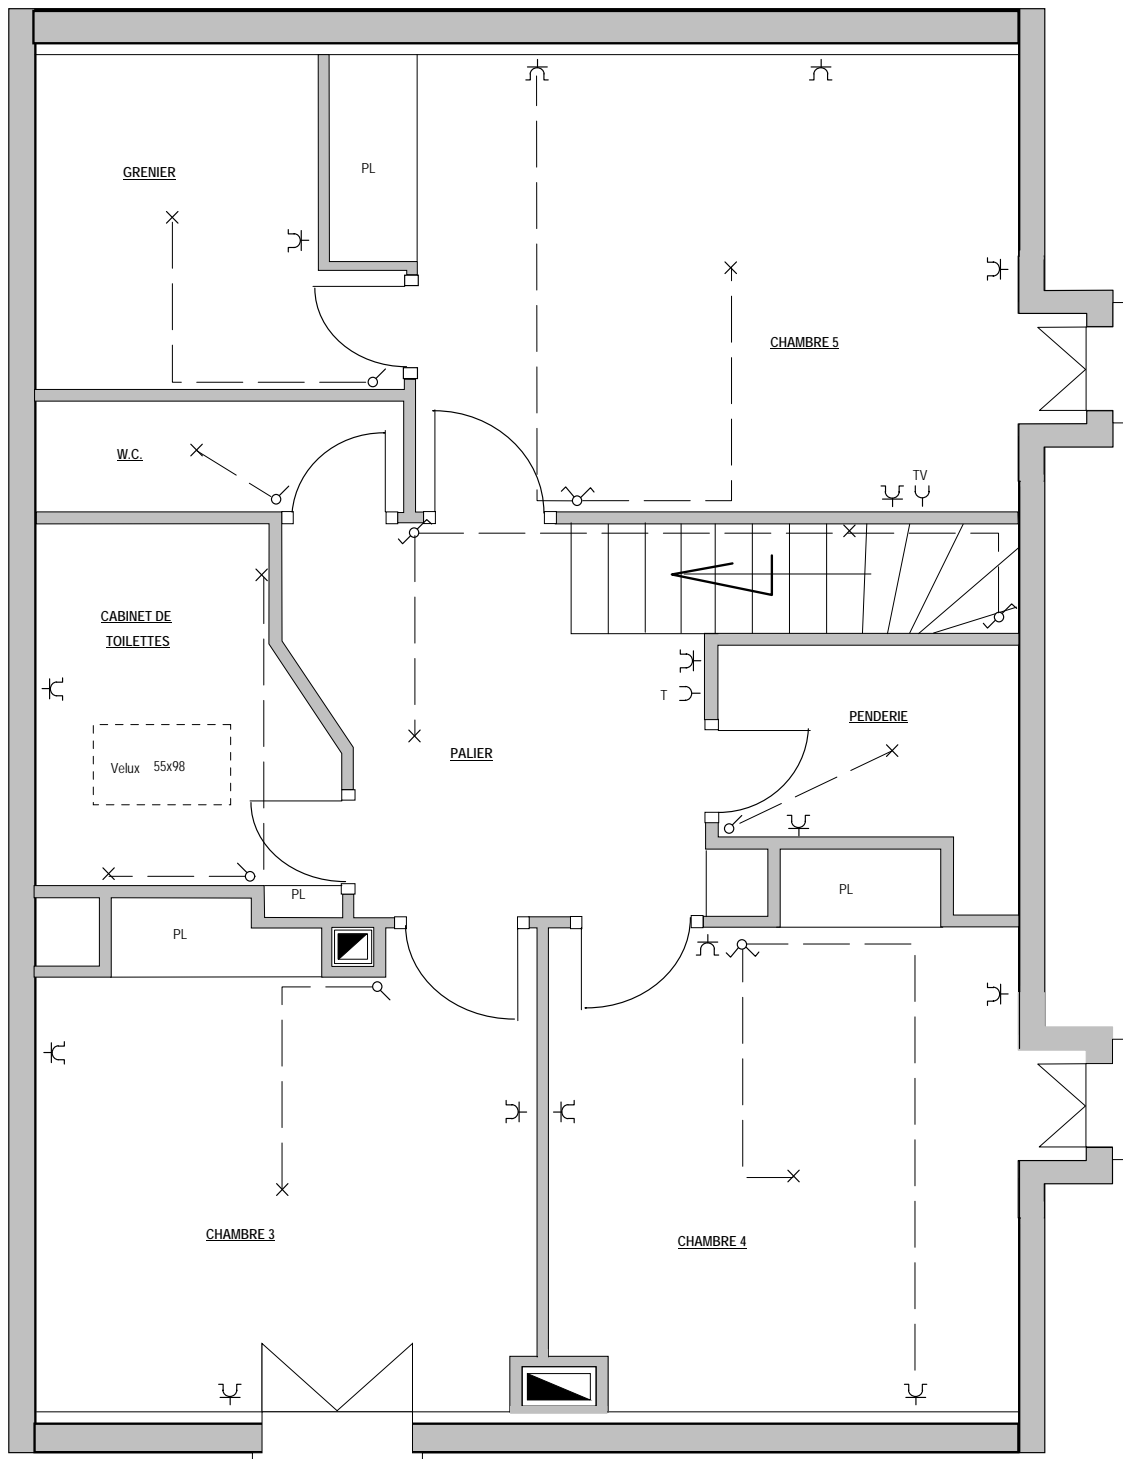 GRENIER
PL
CHAMBRE 5
W.C.
TV
CABINET DE
TOILETTES
T
PENDERIE
PALIER
Velux 55x98
PL
PL
PL
CHAMBRE 3
CHAMBRE 4